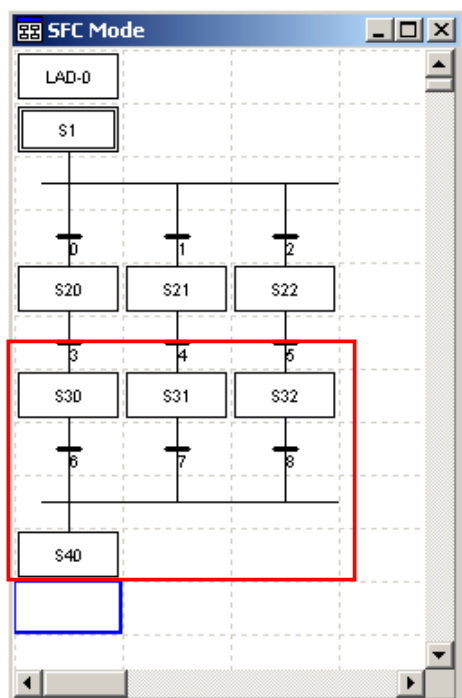 SFC Mode
LAD-0
S1
0 1 2
S20 S21 S22
3 4 5
S30 S31 S32
6 7 8
S40